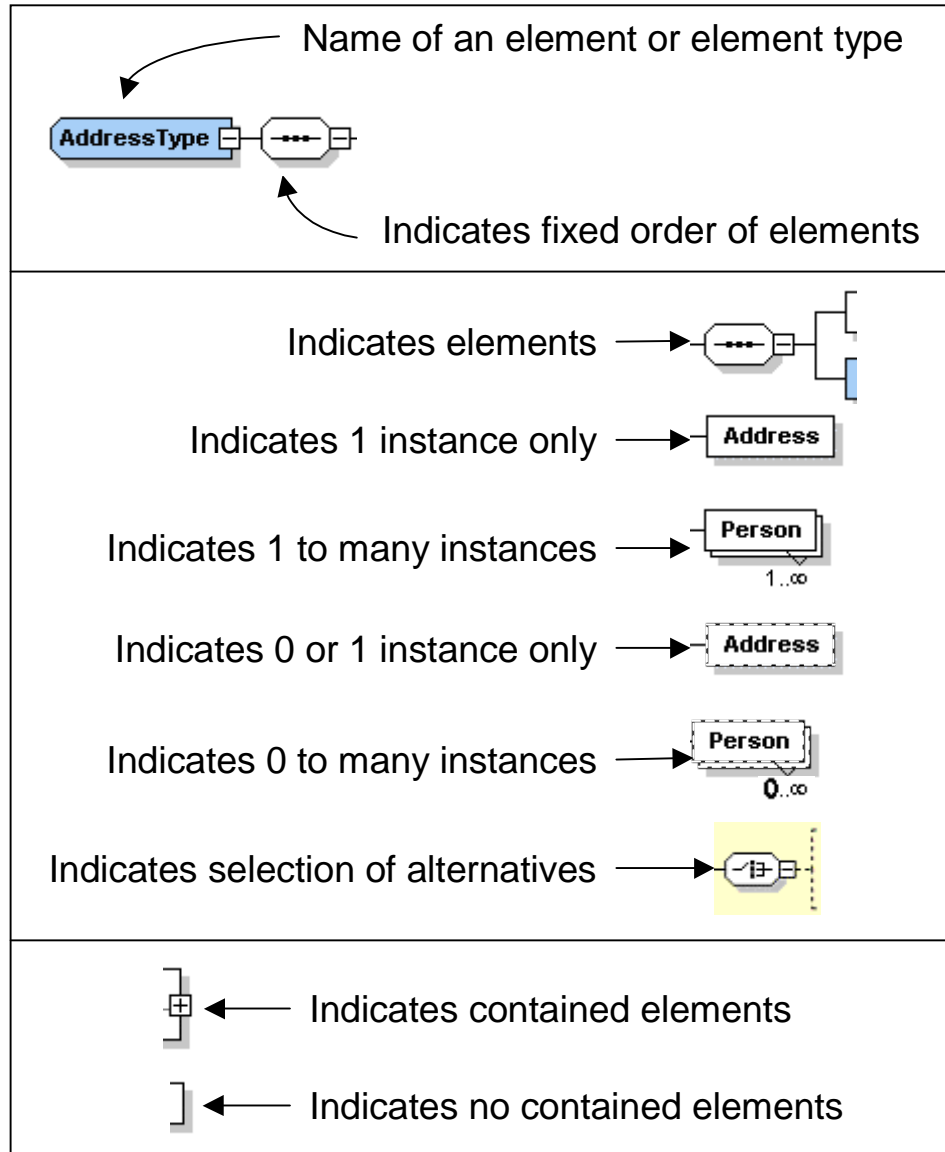 Name of an element or element type
AddressType
Indicates fixed order of elements
Indicates elements
Indicates 1 instance only
Address
Indicates 1 to many instances
Person
1..∞
Indicates 0 or 1 instance only
Address
Indicates 0 to many instances
Person
0..∞
Indicates selection of alternatives
Indicates contained elements
Indicates no contained elements